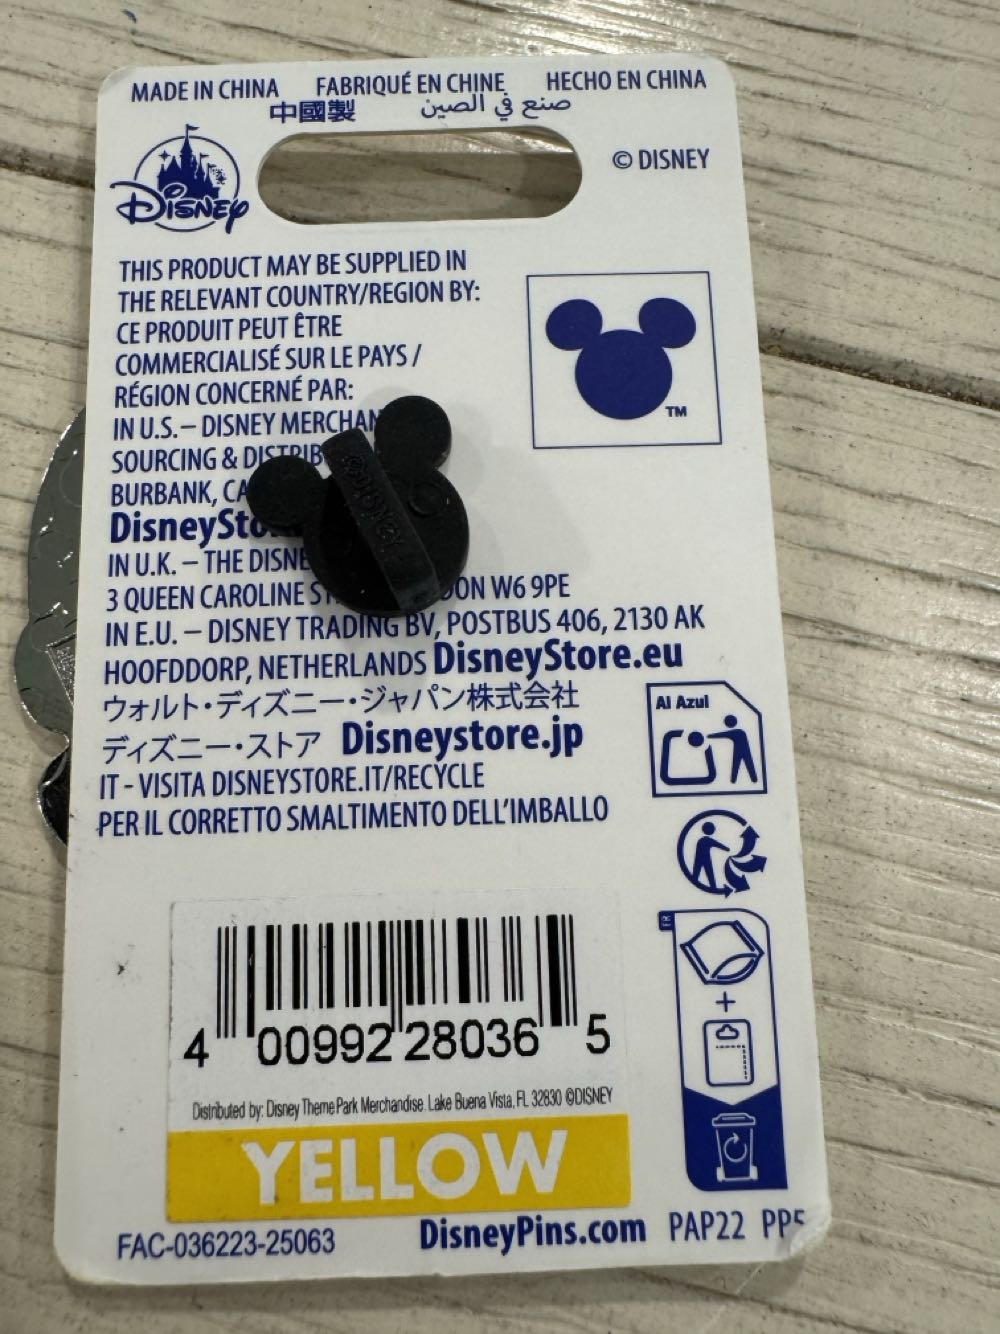 MADE IN CHINA FABRIQUÉ EN CHINE HECHO EN CHINA
中國製 صنع في الصين
DISNEY
© DISNEY
THIS PRODUCT MAY BE SUPPLIED IN
THE RELEVANT COUNTRY/REGION BY:
CE PRODUIT PEUT ÊTRE
COMMERCIALISÉ SUR LE PAYS /
RÉGION CONCERNÉ PAR:
IN U.S. – DISNEY MERCHAN
SOURCING & DISTRIB
BURBANK, CA
DisneySto
IN U.K. – THE DISNE
3 QUEEN CAROLINE ST DON W6 9PE
IN E.U. – DISNEY TRADING BV, POSTBUS 406, 2130 AK
HOOFDDORP, NETHERLANDS DisneyStore.eu
ウォルト・ディズニー・ジャパン株式会社
ディズニー・ストア Disneystore.jp
IT - VISITA DISNEYSTORE.IT/RECYCLE
PER IL CORRETTO SMALTIMENTO DELL'IMBALLO
TM
©DISNEY
Al Azul
FR
+
4 00992 28036 5
Distributed by: Disney Theme Park Merchandise. Lake Buena Vista, FL 32830 ©DISNEY
YELLOW
FAC-036223-25063 DisneyPins.com PAP22 PP5